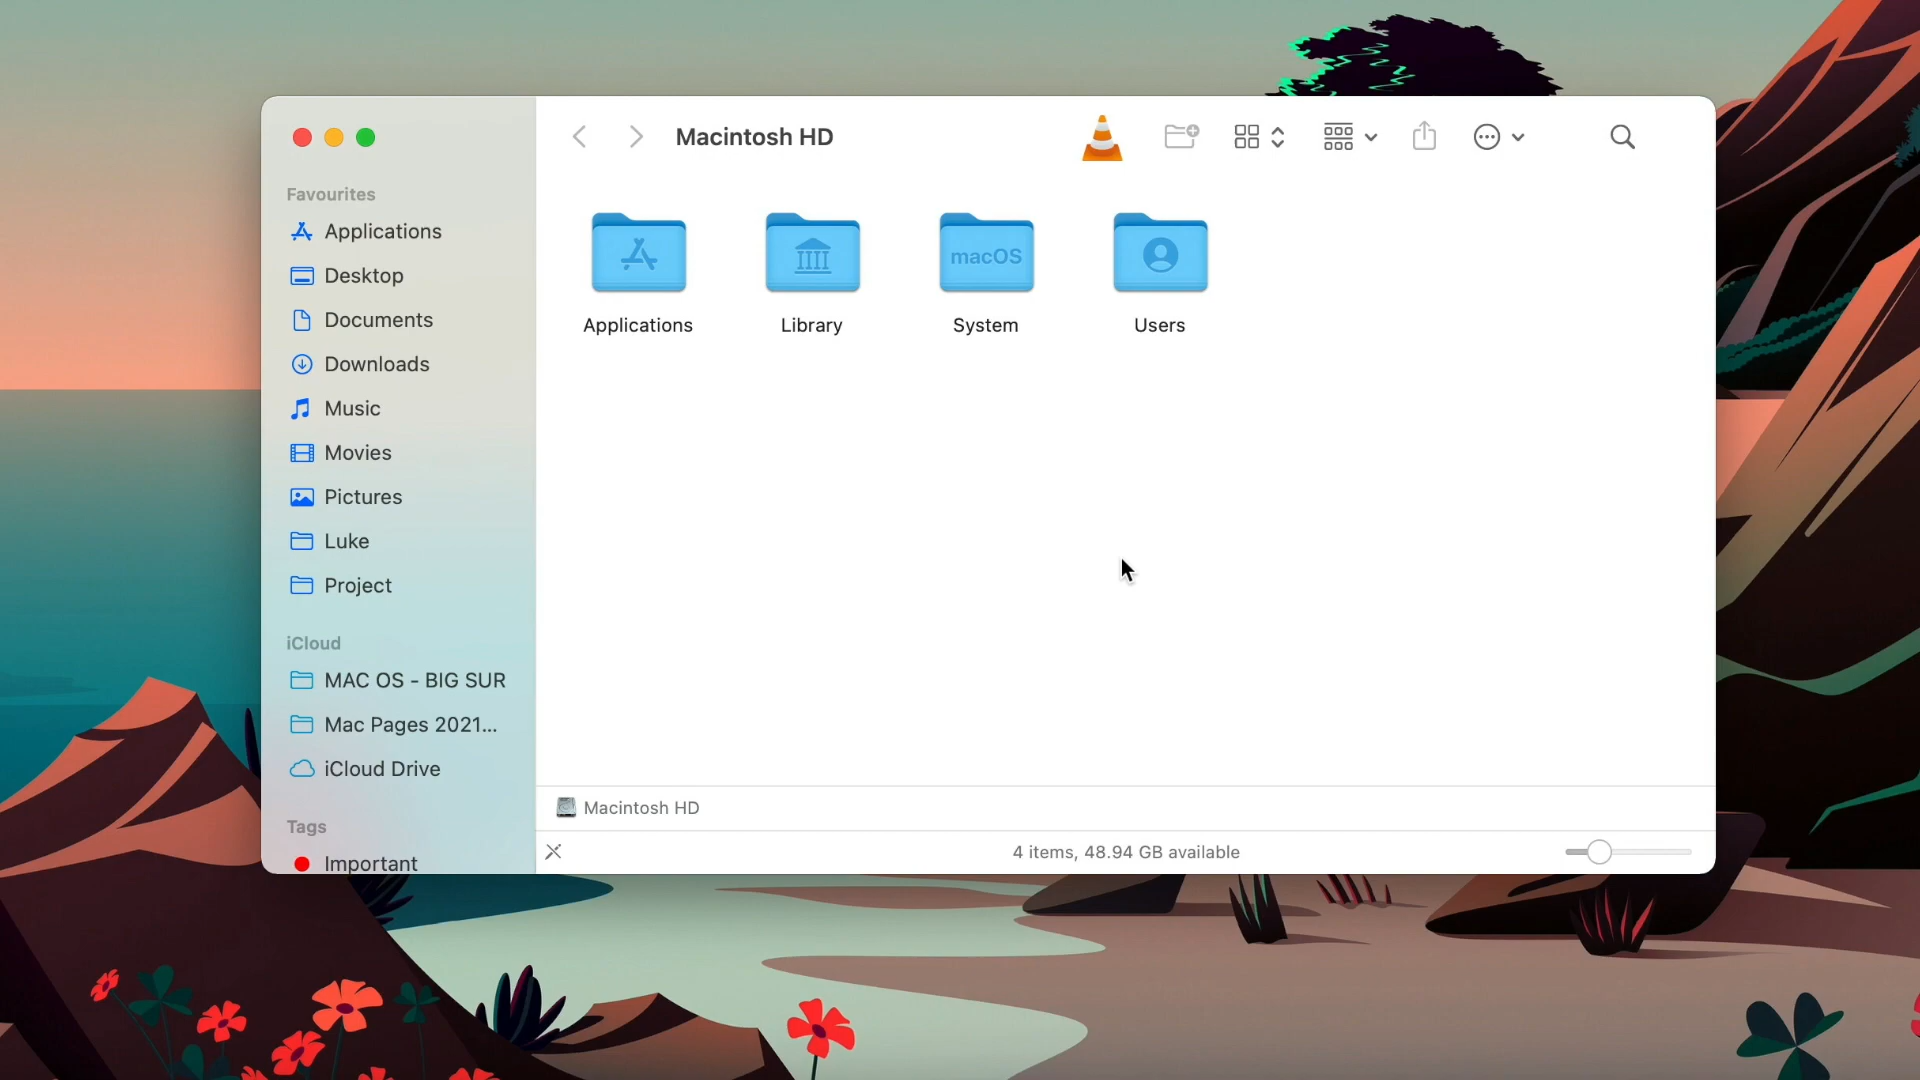 Macintosh HD
Favourites
Applications
Desktop
Documents
Downloads
Music
Movies
Pictures
Luke
Project
iCloud
MAC OS - BIG SUR
Mac Pages 2021...
iCloud Drive
Tags
Important
macOS
Applications
Library
System
Users
Macintosh HD
4 items, 48.94 GB available